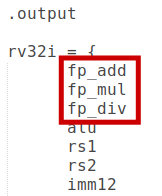 .output
rv32i = {
fp_add
fp_mul
fp_div
alu
rs1
rs2
imm12